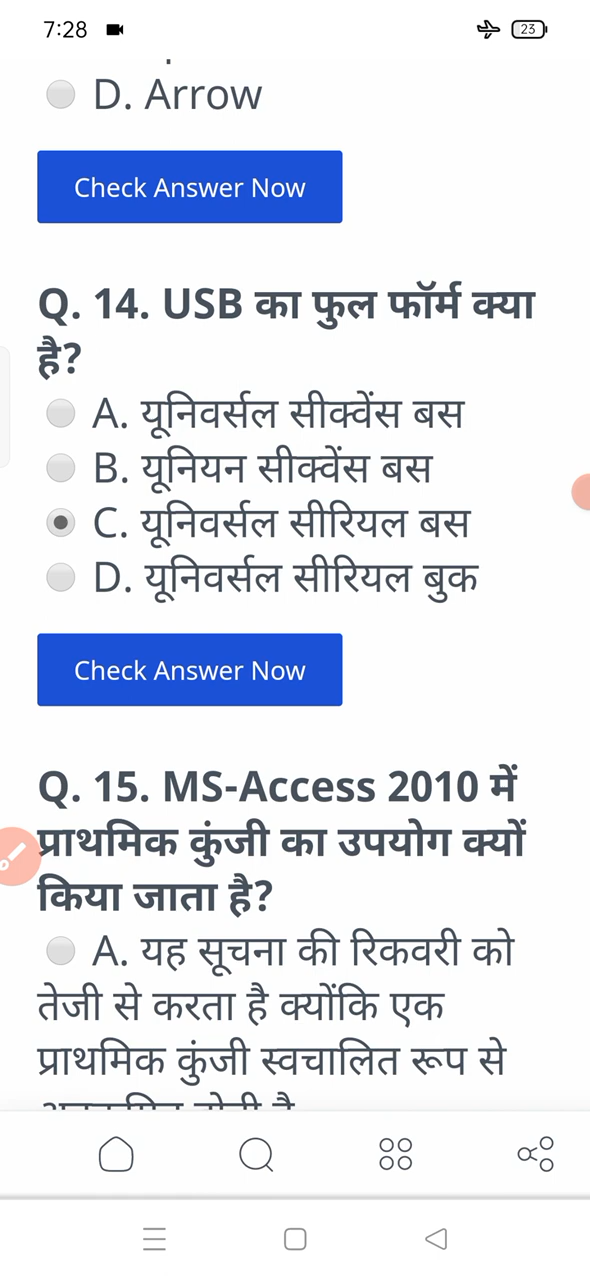 7:28
23
D. Arrow
Check Answer Now
Q. 14. USB का फुल फॉर्म क्या
है?
A. यूनिवर्सल सीक्वेंस बस
B. यूनियन सीक्वेंस बस
C. यूनिवर्सल सीरियल बस
D. यूनिवर्सल सीरियल बुक
Check Answer Now
Q. 15. MS-Access 2010 में
प्राथमिक कुंजी का उपयोग क्यों
किया जाता है?
A. यह सूचना की रिकवरी को
तेजी से करता है क्योंकि एक
प्राथमिक कुंजी स्वचालित रूप से